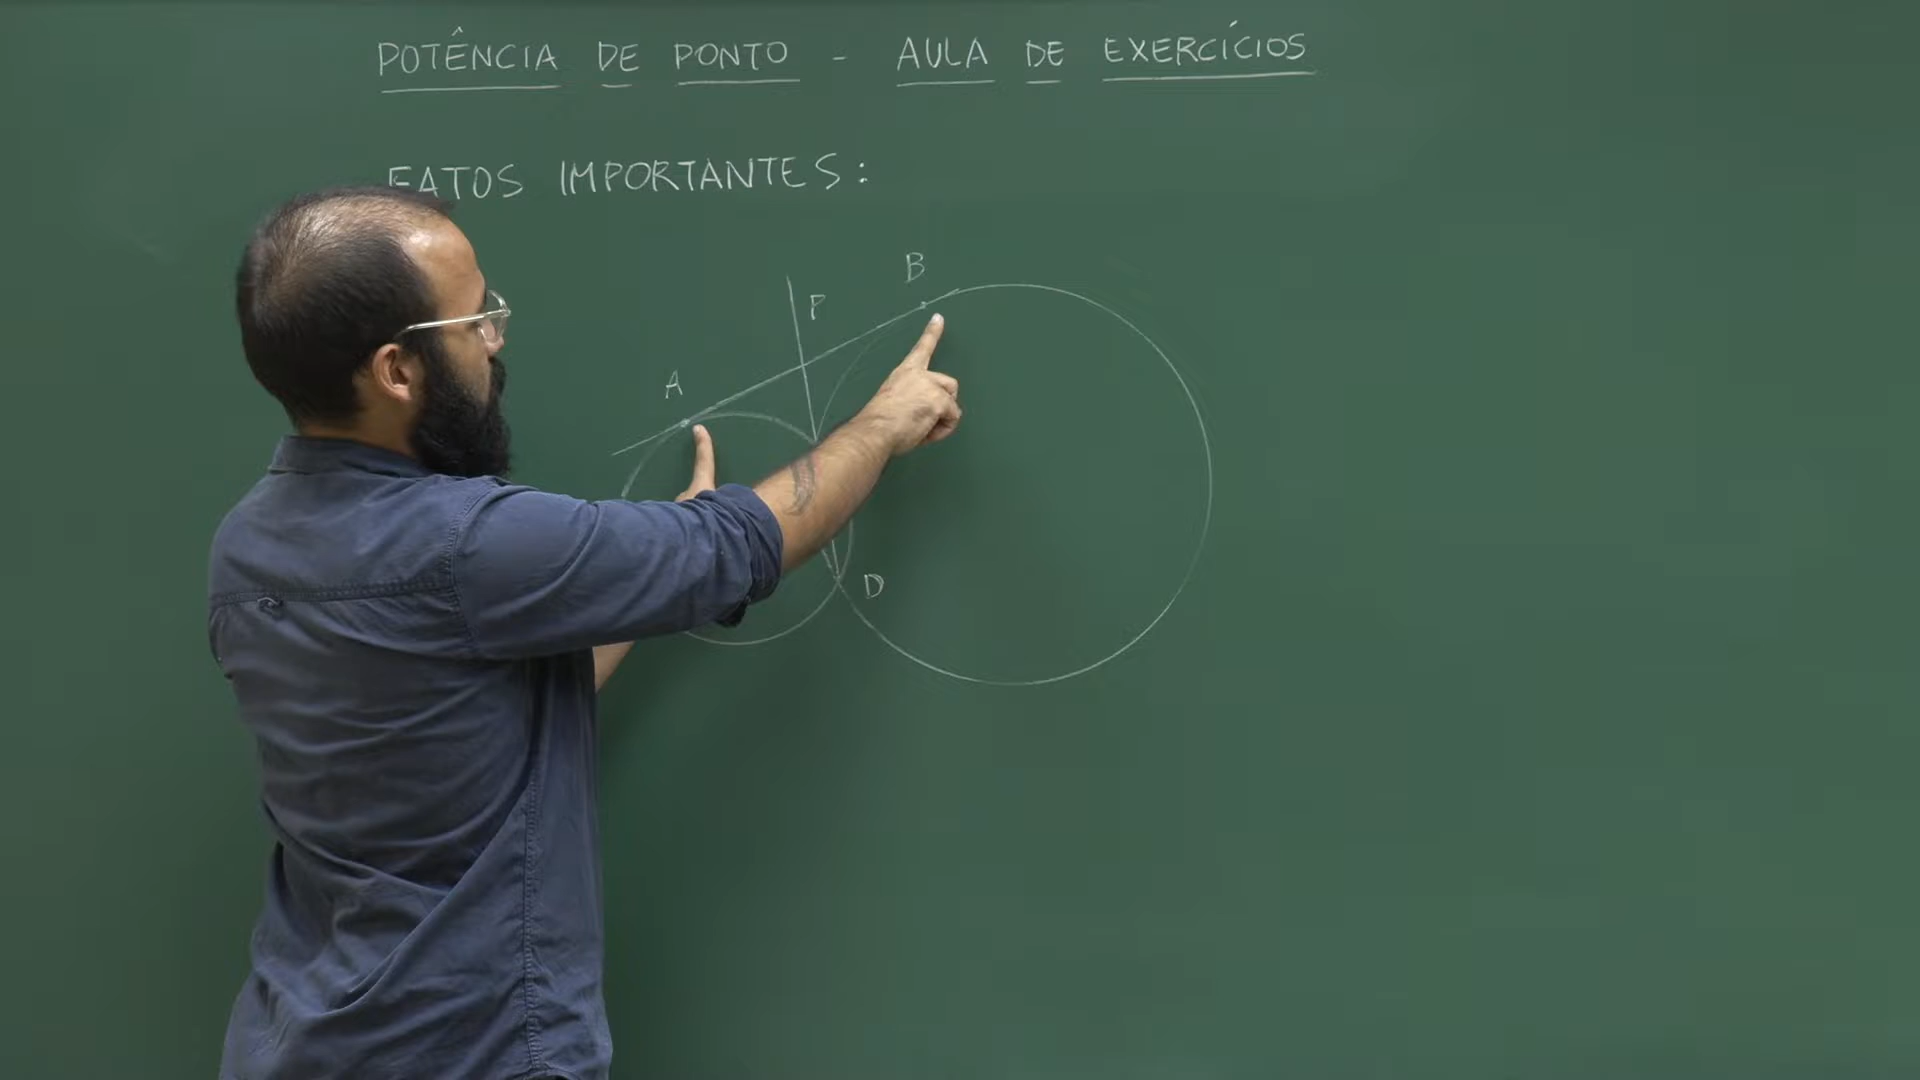 POTÊNCIA DE PONTO - AULA DE EXERCÍCIOS
FATOS IMPORTANTES:
B
P
A
D